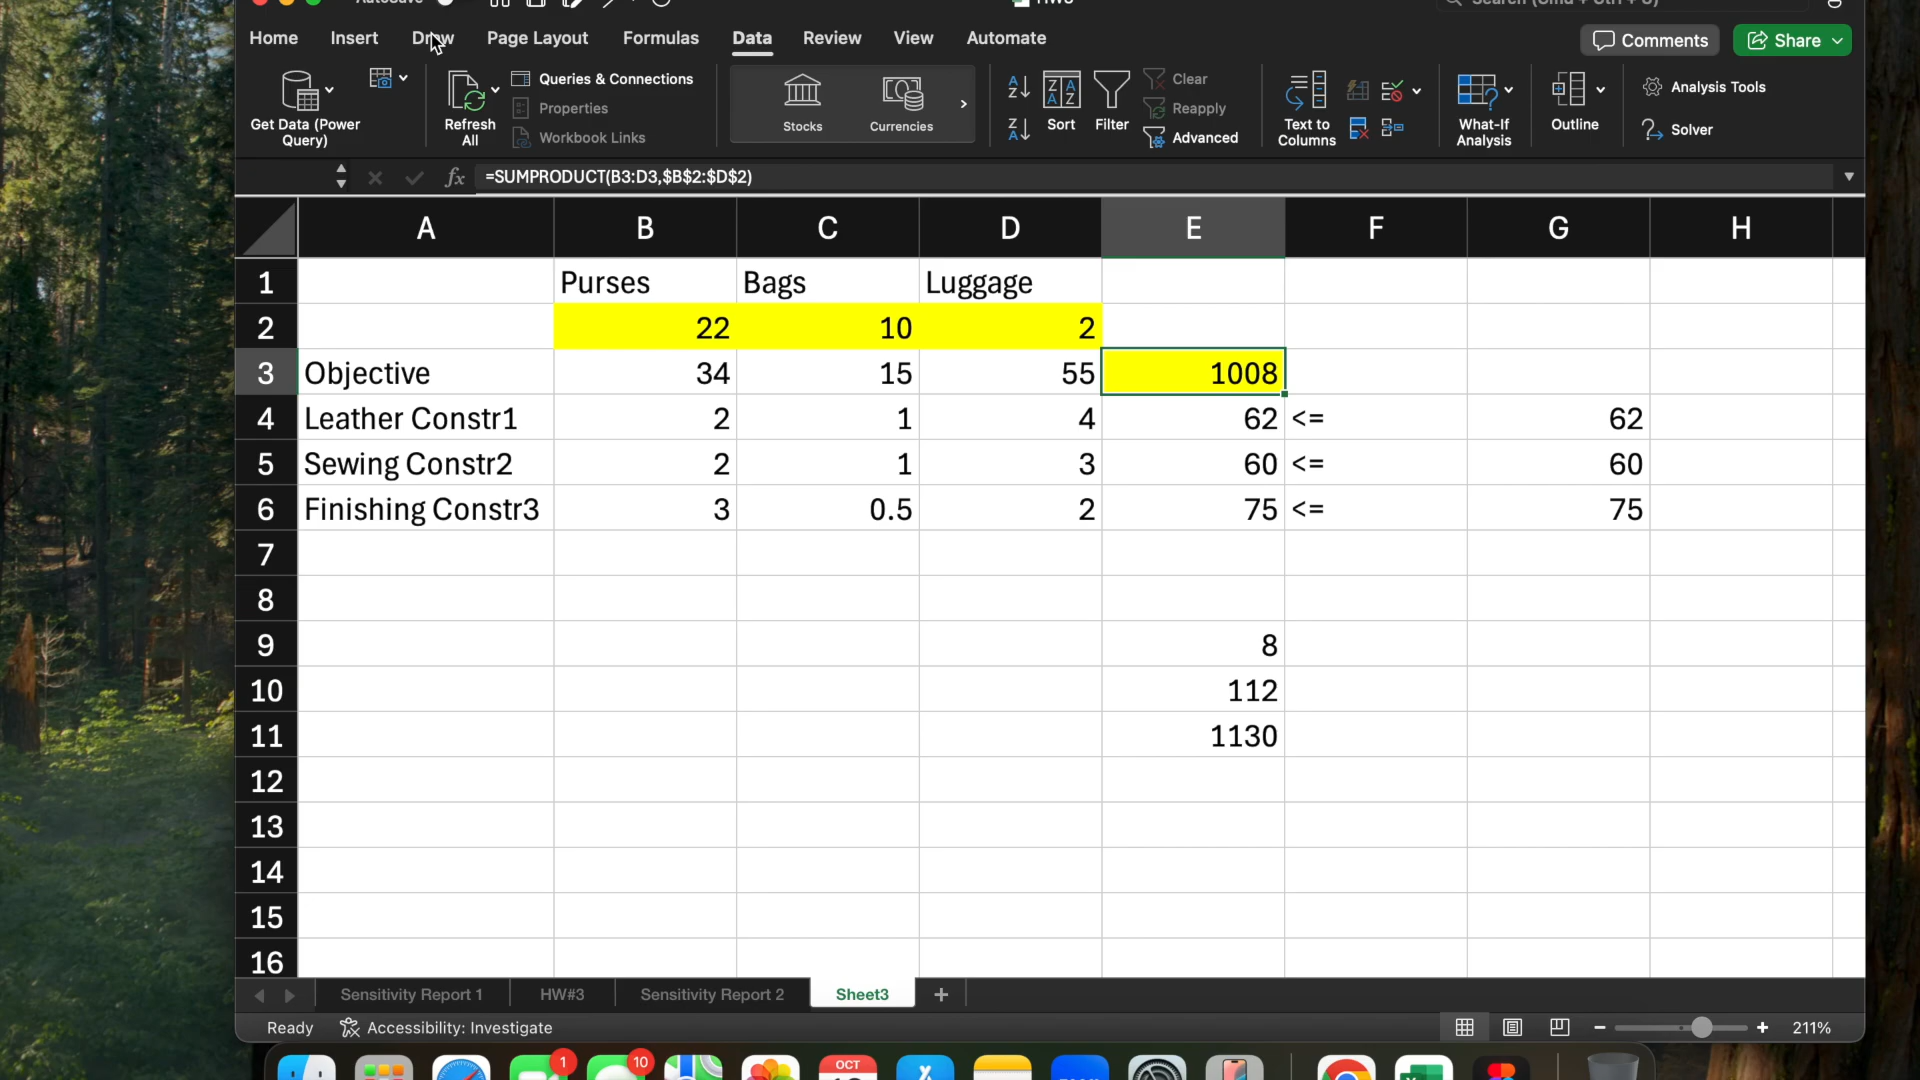 Home Insert Draw Page Layout Formulas Data Review View Automate Comments Share
Get Data (Power Query) Refresh All Queries & Connections Properties Workbook Links Stocks Currencies Sort Filter Clear Reapply Advanced Text to Columns What-If Analysis Outline Analysis Tools Solver
fx =SUMPRODUCT(B3:D3,$B$2:$D$2)
A B C D E F G H
1 Purses Bags Luggage
2 22 10 2
3 Objective 34 15 55 1008
4 Leather Constr1 2 1 4 62 <= 62
5 Sewing Constr2 2 1 3 60 <= 60
6 Finishing Constr3 3 0.5 2 75 <= 75
7
8
9 8
10 112
11 1130
12
13
14
15
16
Sensitivity Report 1 HW#3 Sensitivity Report 2 Sheet3 +
Ready Accessibility: Investigate 211%
1 10 OCT